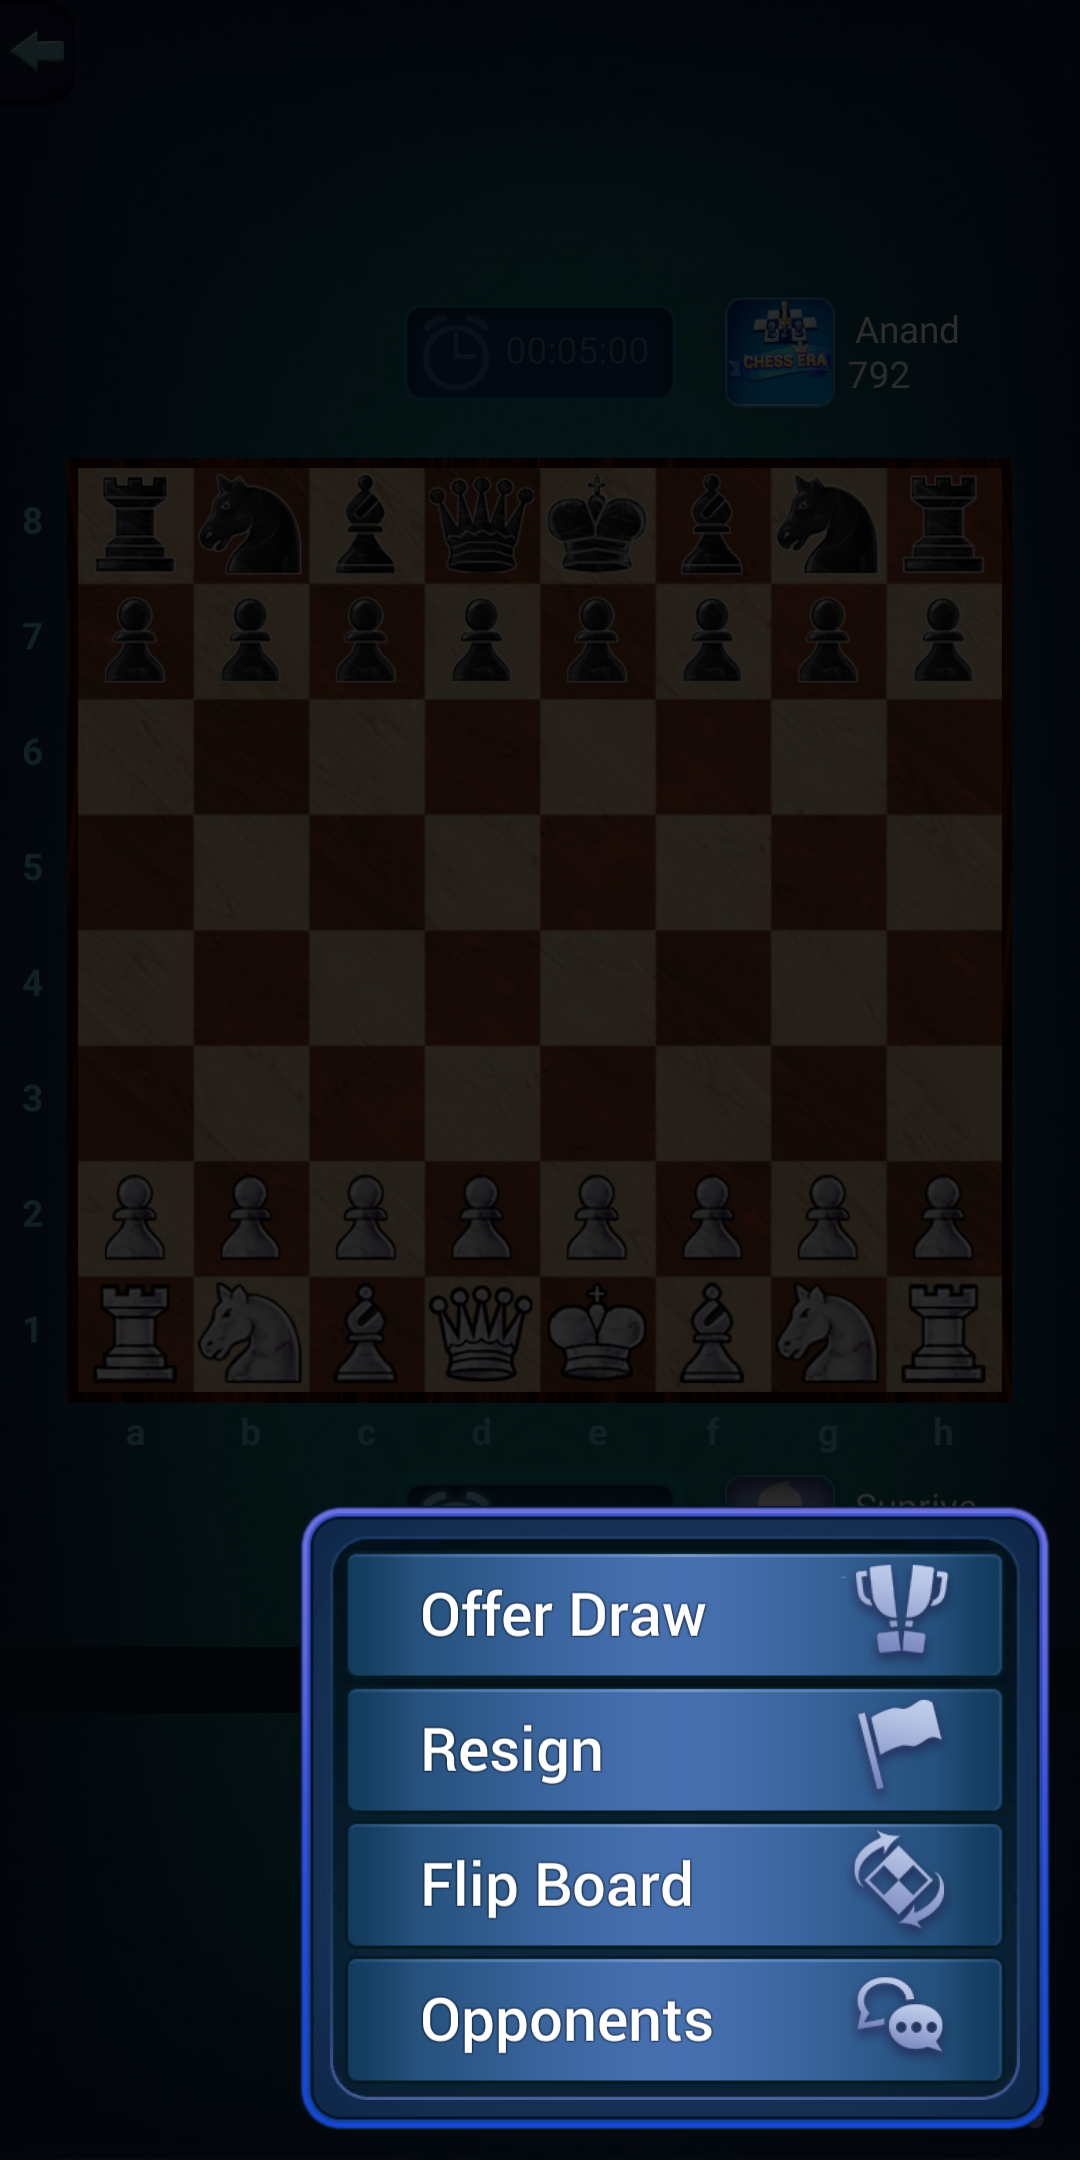 00:05:00
Anand
792
CHESS ERA
8
7
6
5
4
3
2
1
a b c d e f g h
Offer Draw
Resign
Flip Board
Opponents